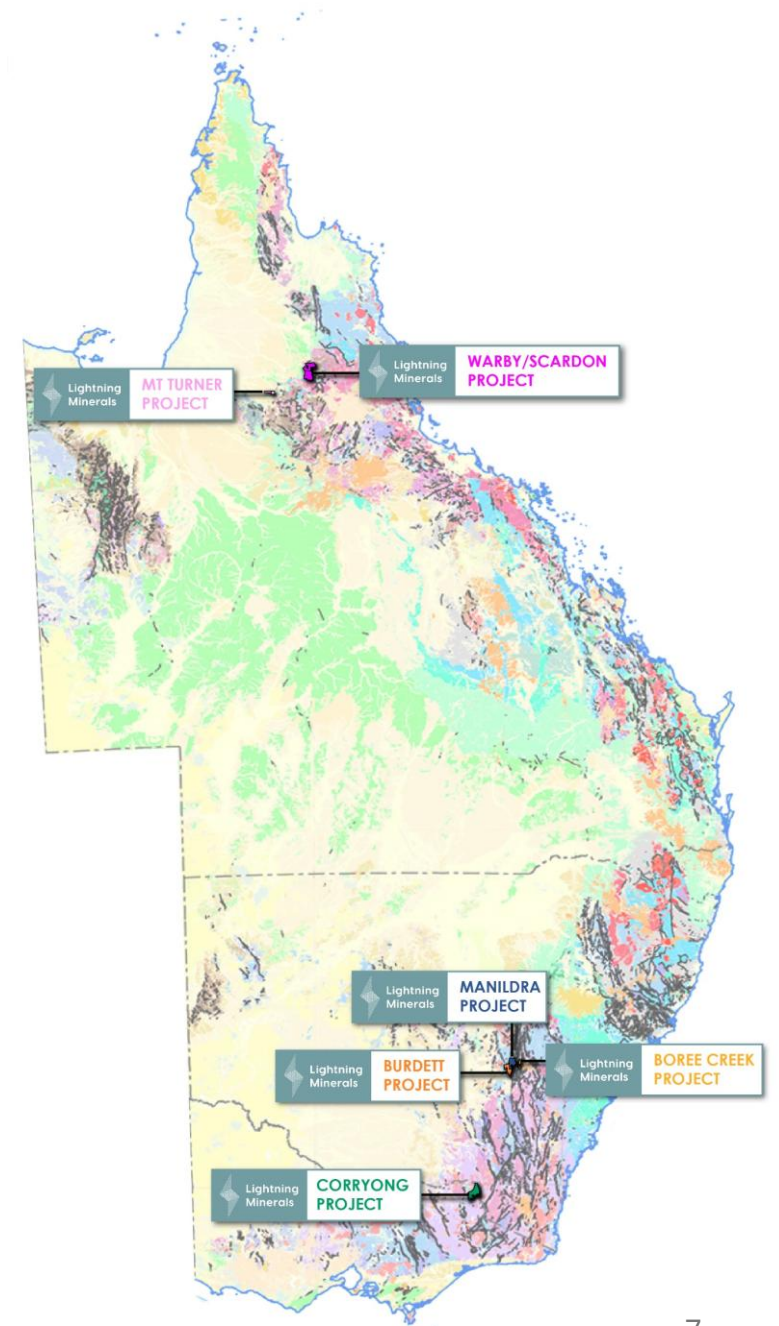 Lightning
Minerals
WARBY/SCARDON
PROJECT
Lightning
Minerals
MT TURNER
PROJECT
Lightning
Minerals
MANILDRA
PROJECT
Lightning
Minerals
BURDETT
PROJECT
Lightning
Minerals
BOREE CREEK
PROJECT
Lightning
Minerals
CORRYONG
PROJECT
7